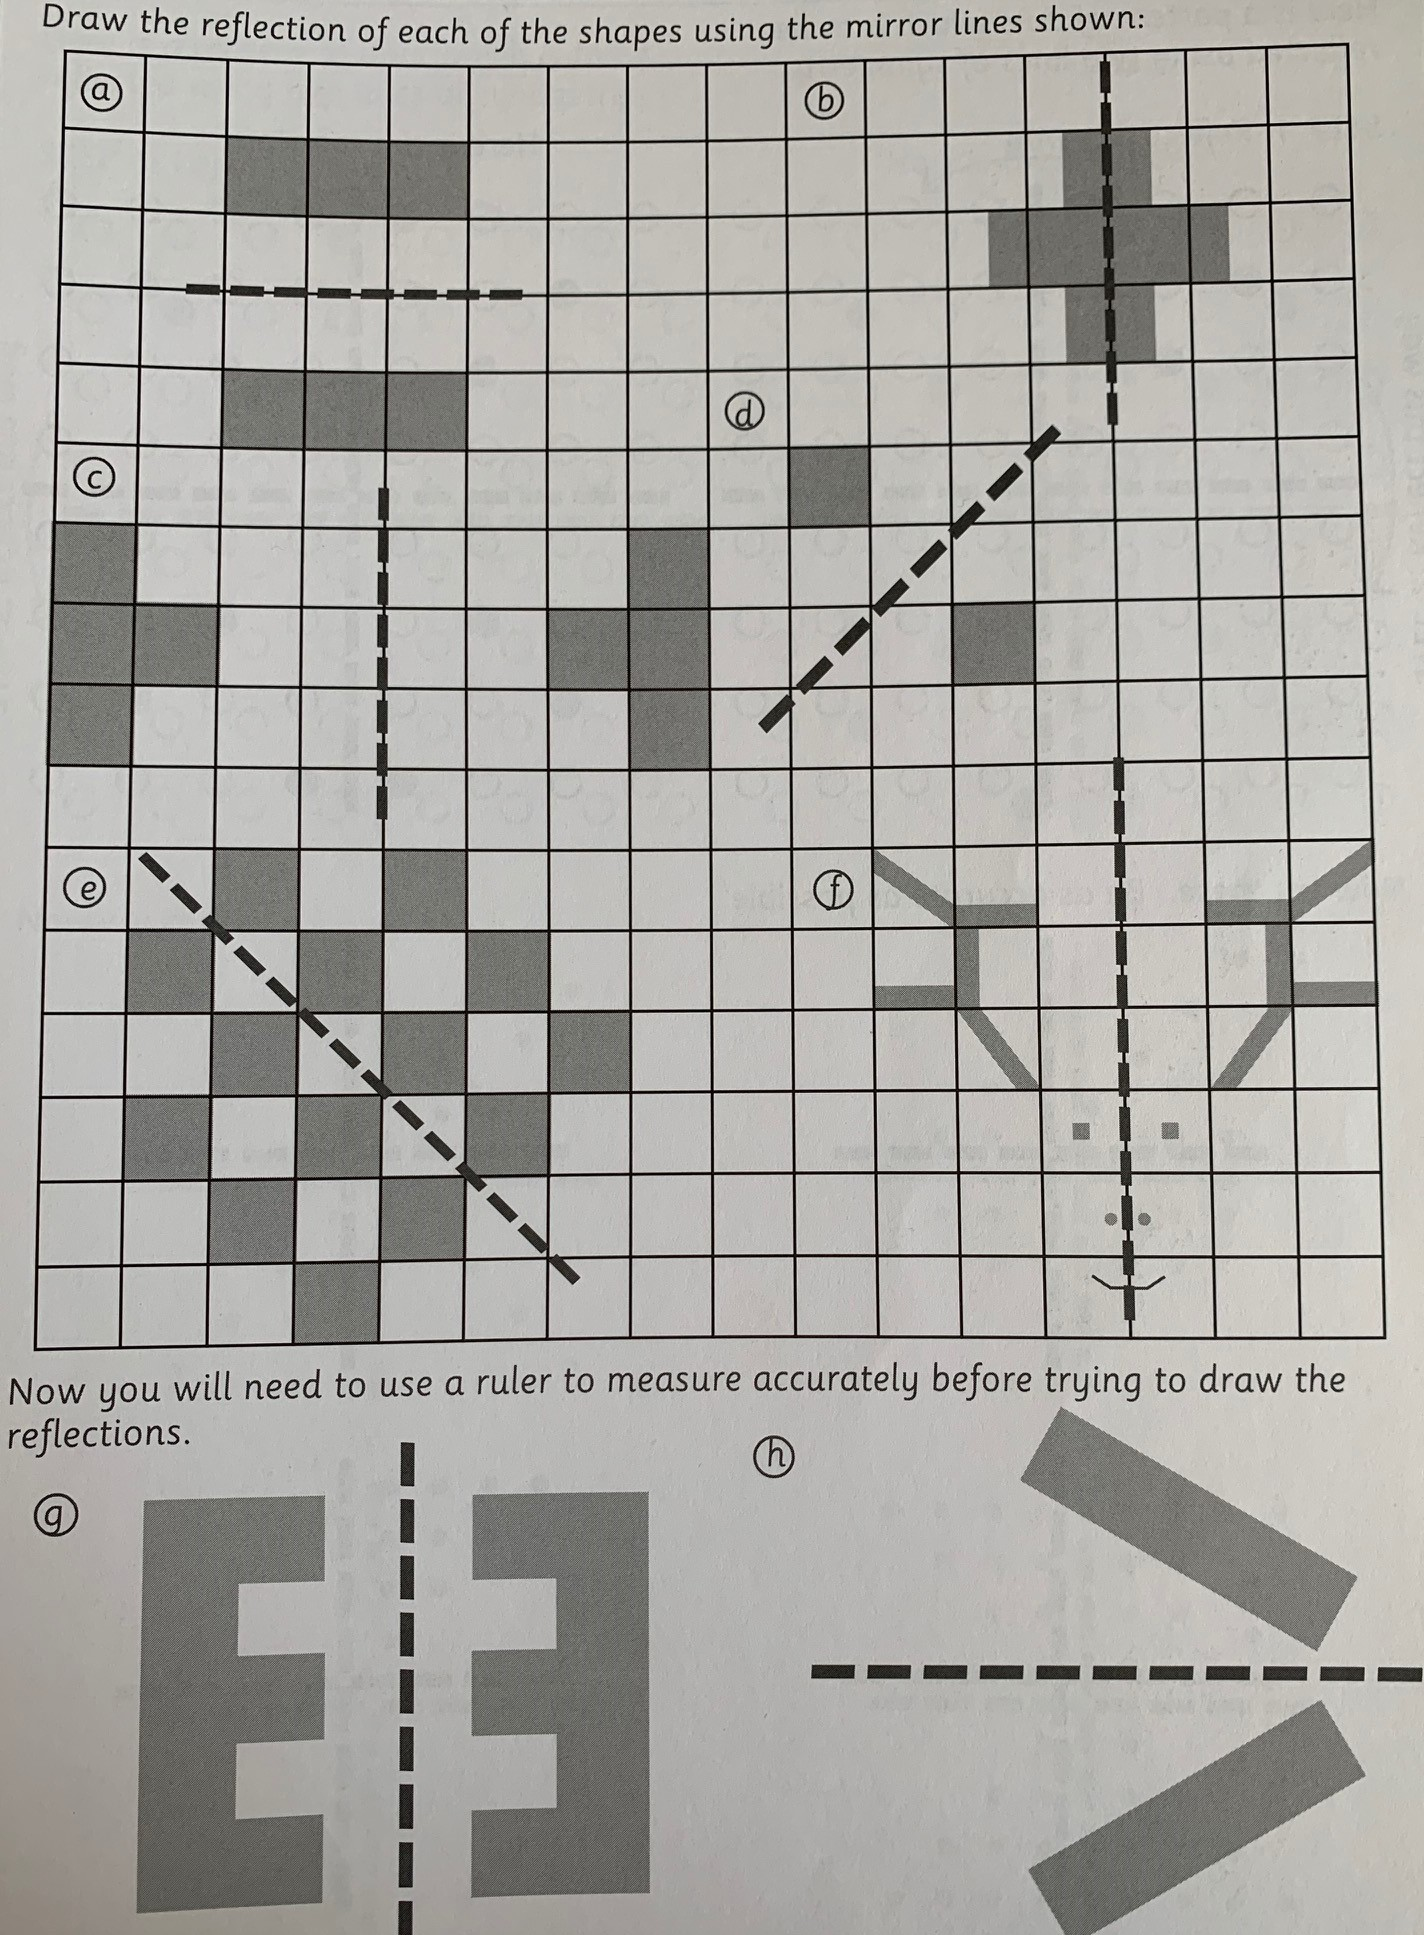 Draw the reflection of each of the shapes using the mirror lines shown:
a
b
d
c
e
f
Now you will need to use a ruler to measure accurately before trying to draw the
reflections.
h
g